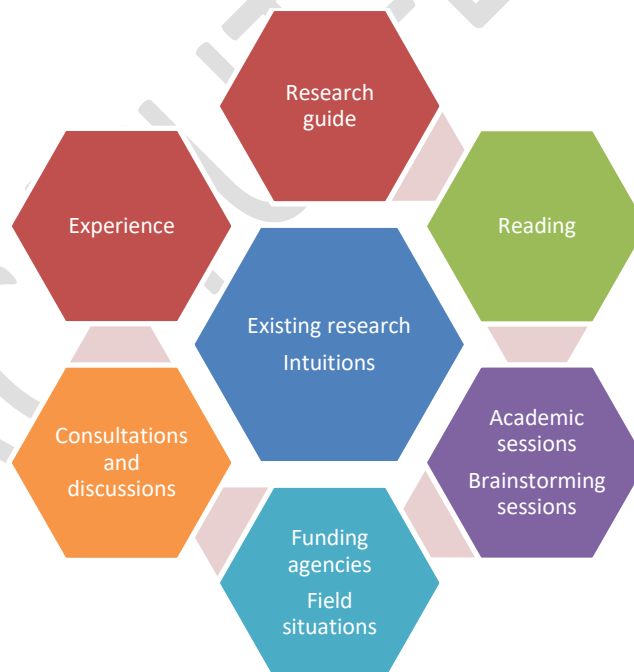 Research
guide
Experience
Reading
Existing research
Intuitions
Consultations
and
discussions
Academic
sessions
Brainstorming
sessions
Funding
agencies
Field
situations